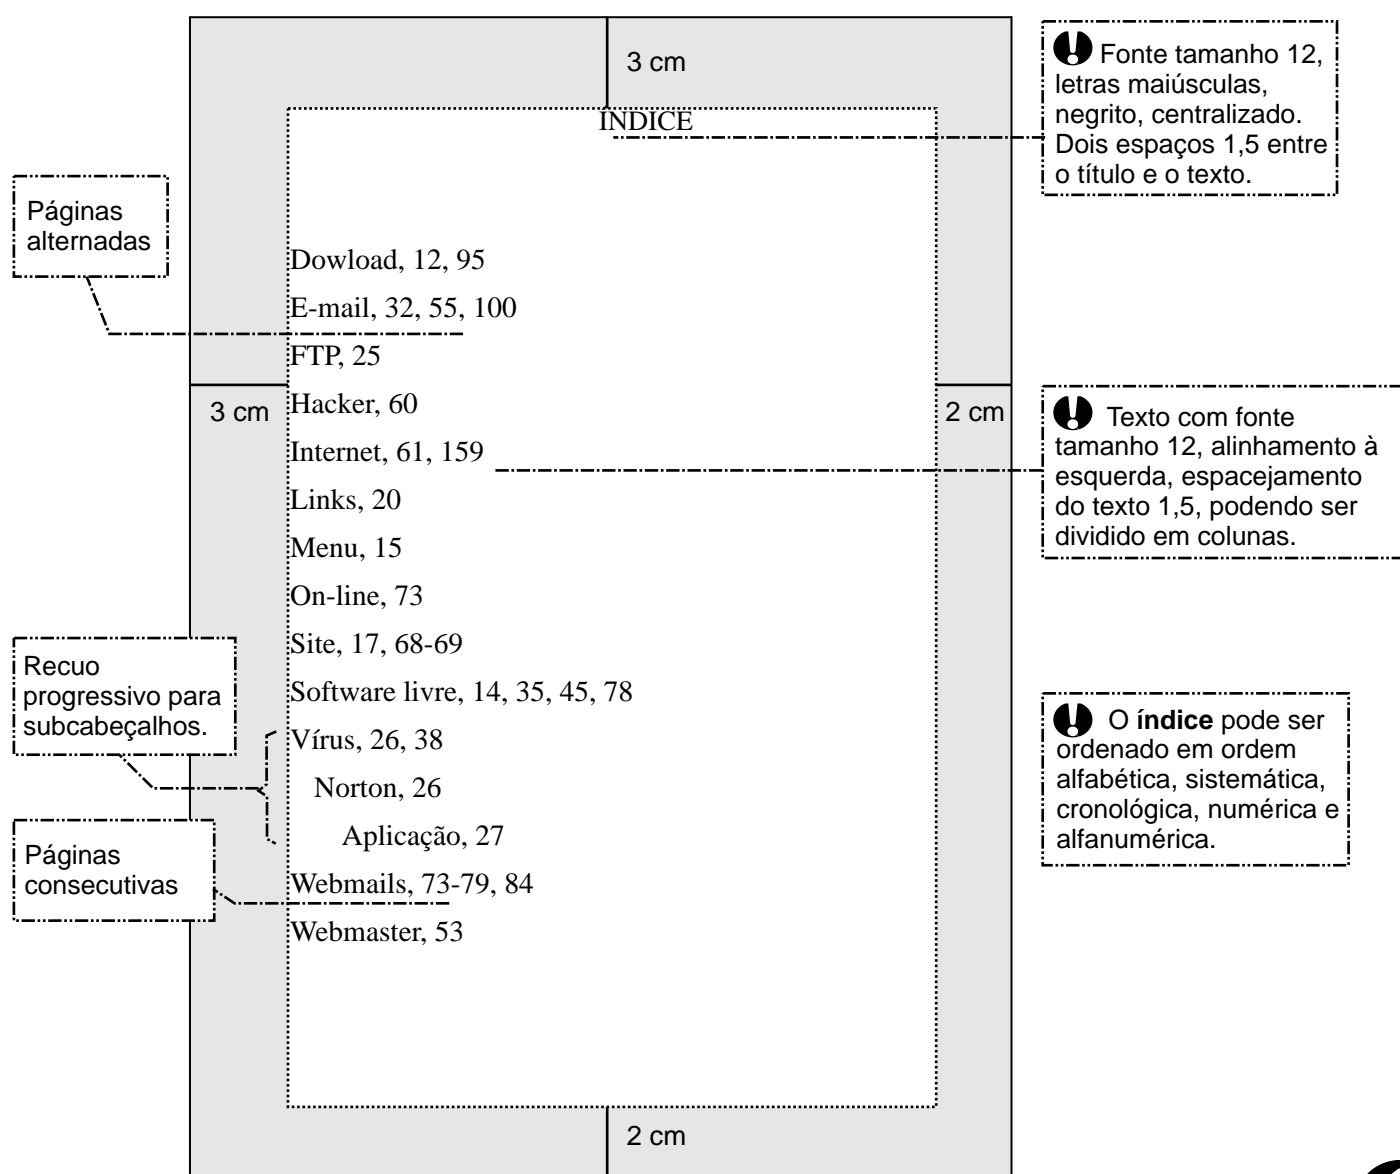 3 cm
Fonte tamanho 12,
letras maiúsculas,
negrito, centralizado.
Dois espaços 1,5 entre
o título e o texto.
ÍNDICE
Páginas
alternadas
Dowload, 12, 95
E-mail, 32, 55, 100
FTP, 25
Hacker, 60
Internet, 61, 159
Links, 20
Menu, 15
On-line, 73
Site, 17, 68-69
Software livre, 14, 35, 45, 78
Vírus, 26, 38
Norton, 26
Aplicação, 27
Webmails, 73-79, 84
Webmaster, 53
3 cm
2 cm
Texto com fonte
tamanho 12, alinhamento à
esquerda, espacejamento
do texto 1,5, podendo ser
dividido em colunas.
Recuo
progressivo para
subcabeçalhos.
O índice pode ser
ordenado em ordem
alfabética, sistemática,
cronológica, numérica e
alfanumérica.
Páginas
consecutivas
2 cm